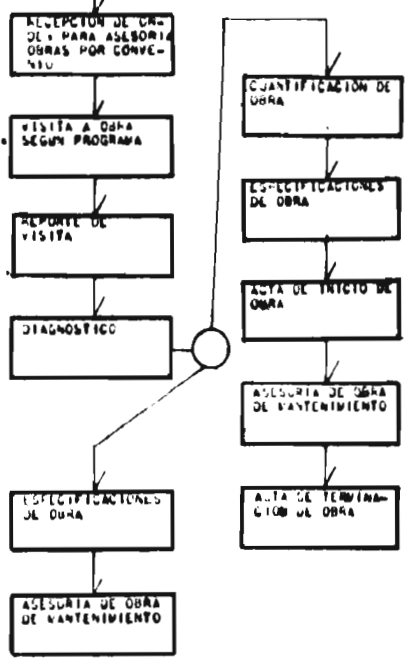 RECEPCION DE ORDE-
DES PARA ASESORIA
OBRAS POR CONVE-
NIO
VISITA A OBRA
SEGUN PROGRAMA
REPORTE DE
VISITA
DIAGNOSTICO
ESPECIFICACIONES
DE OBRA
ASESORIA DE OBRA
DE MANTENIMIENTO
CUANTIFICACION DE
OBRA
ESPECIFICACIONES
DE OBRA
ACTA DE INICIO DE
OBRA
ASESORIA DE OBRA
DE MANTENIMIENTO
ACTA DE TERMINA-
CION DE OBRA